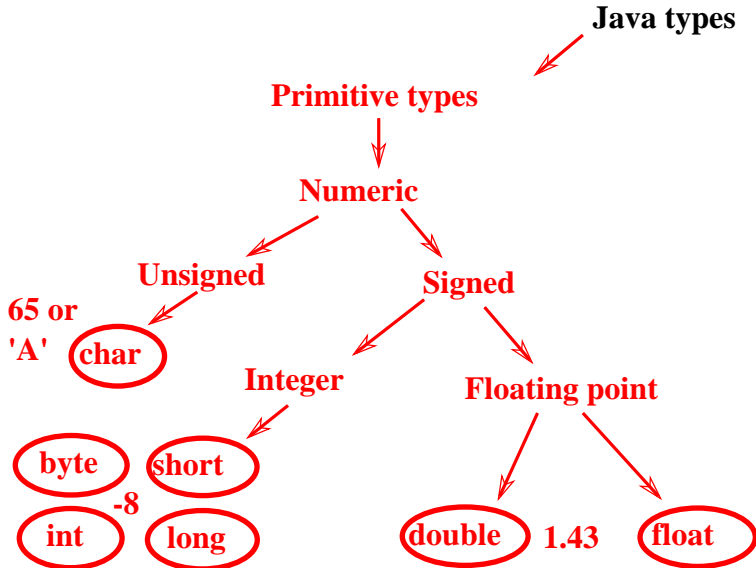 Java types
Primitive types
Numeric
Unsigned
Signed
65 or
'A'
char
Integer
Floating point
byte
short
-8
int
long
double
1.43
float